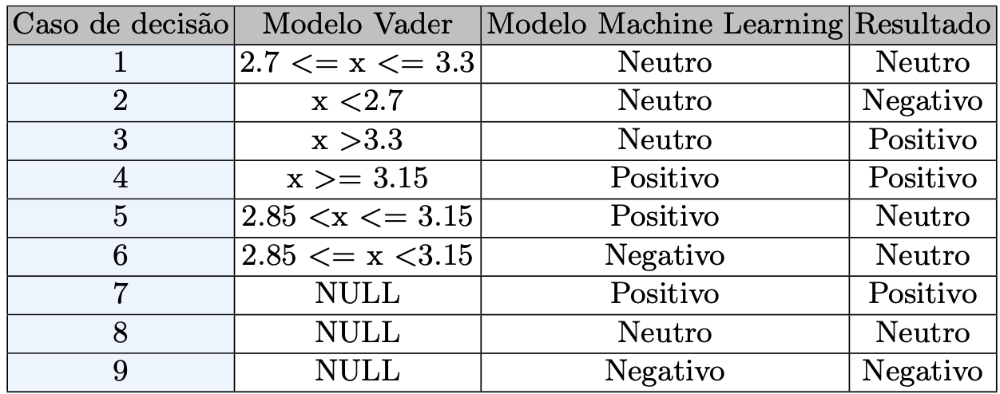 Caso de decisão Modelo Vader Modelo Machine Learning Resultado
1 2.7 <= x <= 3.3 Neutro Neutro
2 x <2.7 Neutro Negativo
3 x >3.3 Neutro Positivo
4 x >= 3.15 Positivo Positivo
5 2.85 <x <= 3.15 Positivo Neutro
6 2.85 <= x <3.15 Negativo Neutro
7 NULL Positivo Positivo
8 NULL Neutro Neutro
9 NULL Negativo Negativo